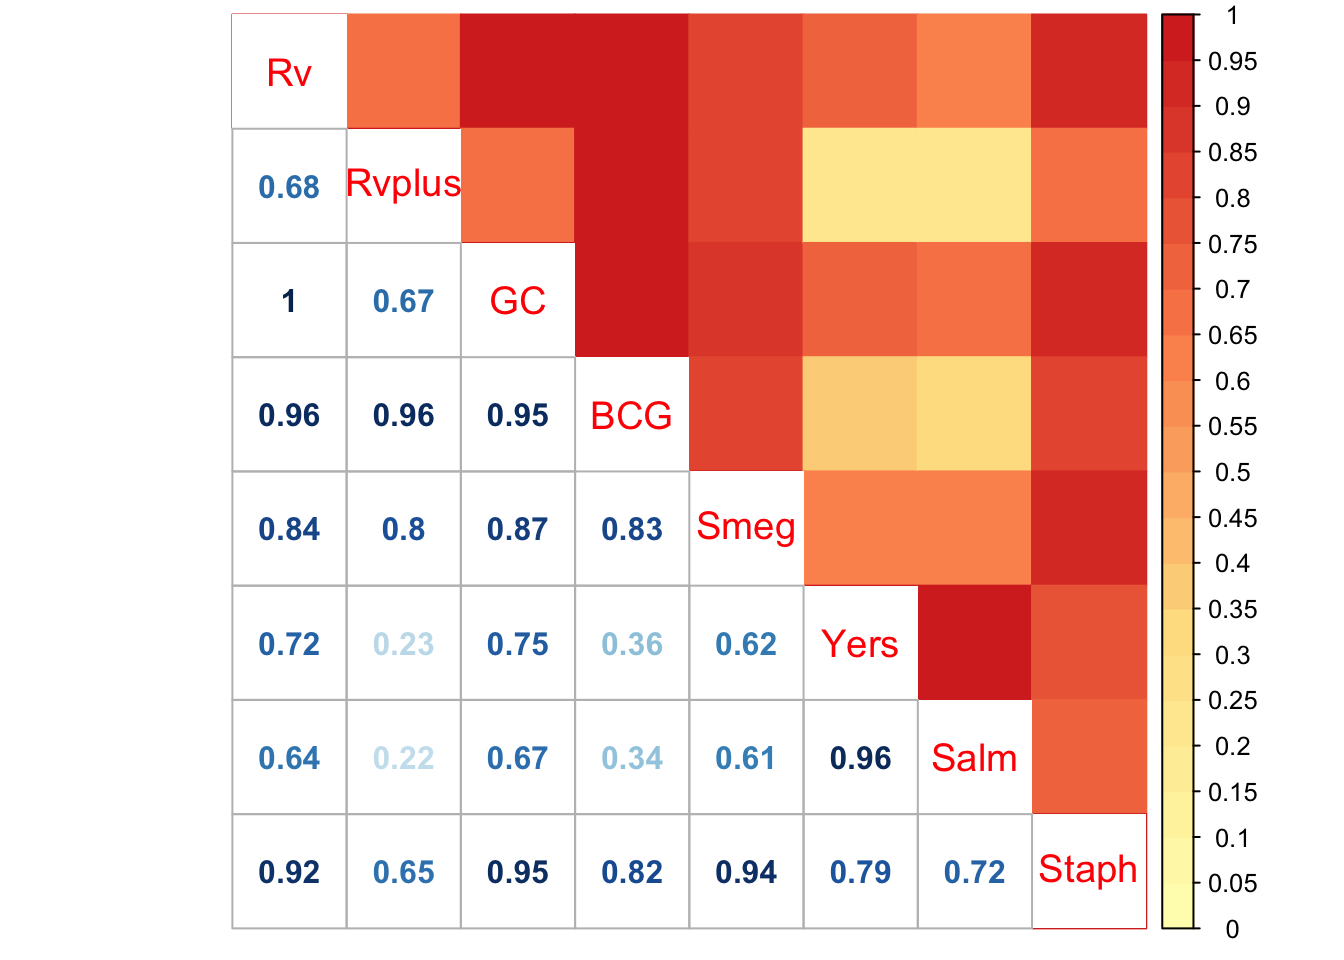 Rv
0.68 Rvplus
1 0.67 GC
0.96 0.96 0.95 BCG
0.84 0.8 0.87 0.83 Smeg
0.72 0.23 0.75 0.36 0.62 Yers
0.64 0.22 0.67 0.34 0.61 0.96 Salm
0.92 0.65 0.95 0.82 0.94 0.79 0.72 Staph
1
0.95
0.9
0.85
0.8
0.75
0.7
0.65
0.6
0.55
0.5
0.45
0.4
0.35
0.3
0.25
0.2
0.15
0.1
0.05
0